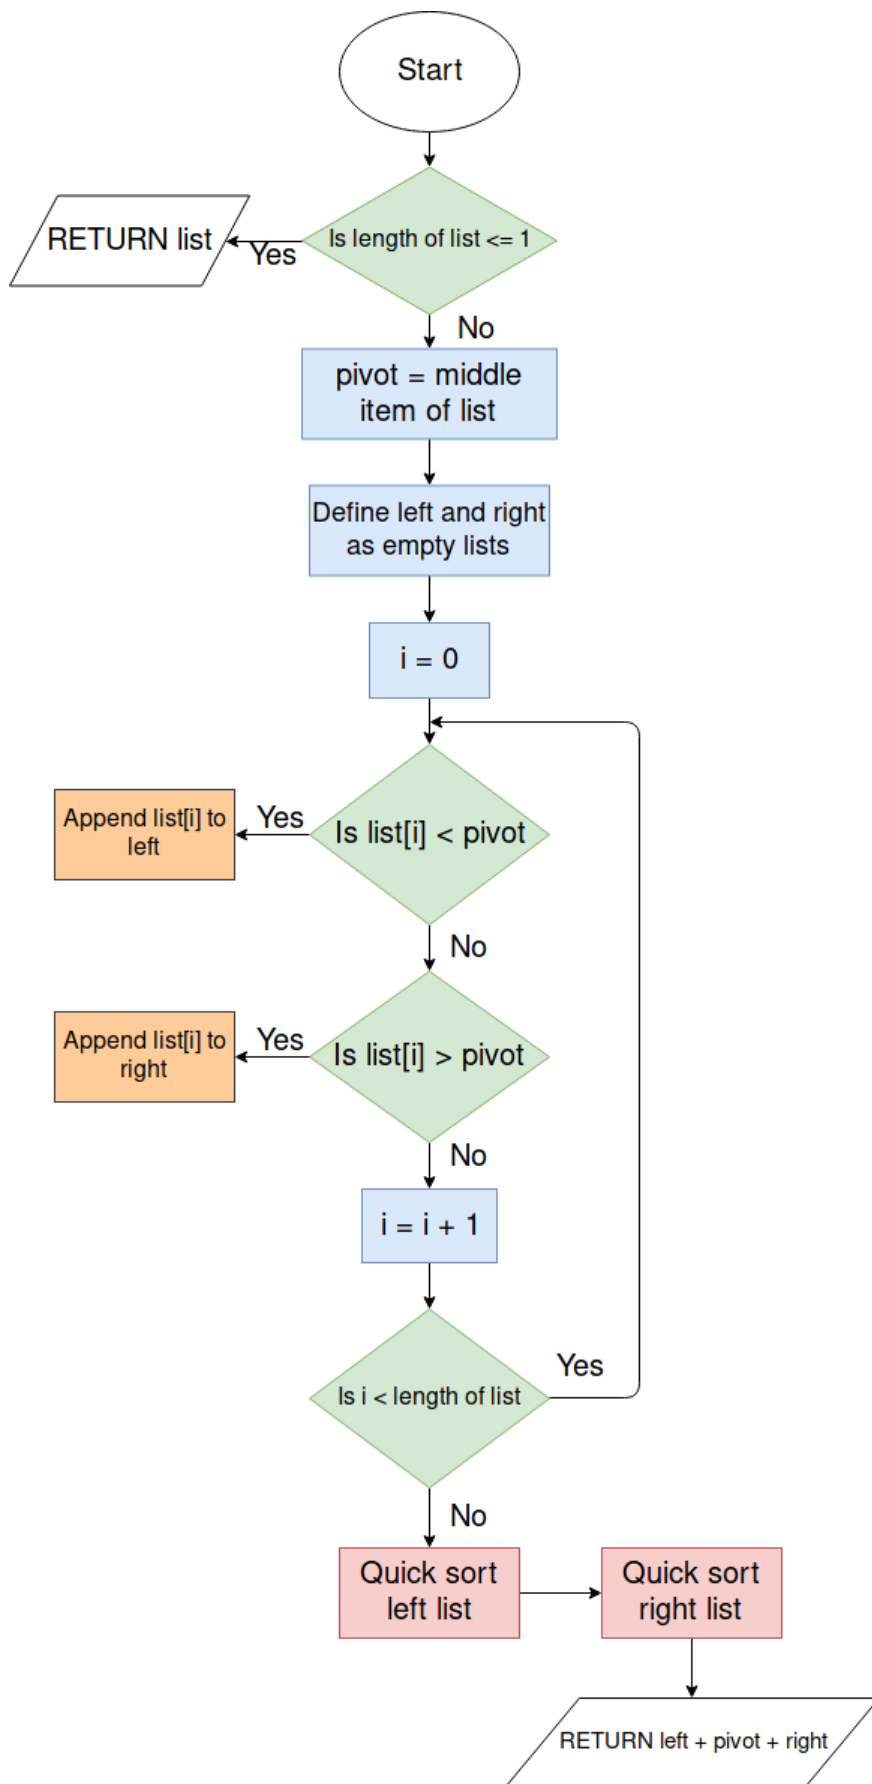 Start
Is length of list <= 1
Yes
RETURN list
No
pivot = middle
item of list
Define left and right
as empty lists
i = 0
Is list[i] < pivot
Yes
Append list[i] to
left
No
Is list[i] > pivot
Yes
Append list[i] to
right
No
i = i + 1
Is i < length of list
Yes
No
Quick sort
left list
Quick sort
right list
RETURN left + pivot + right